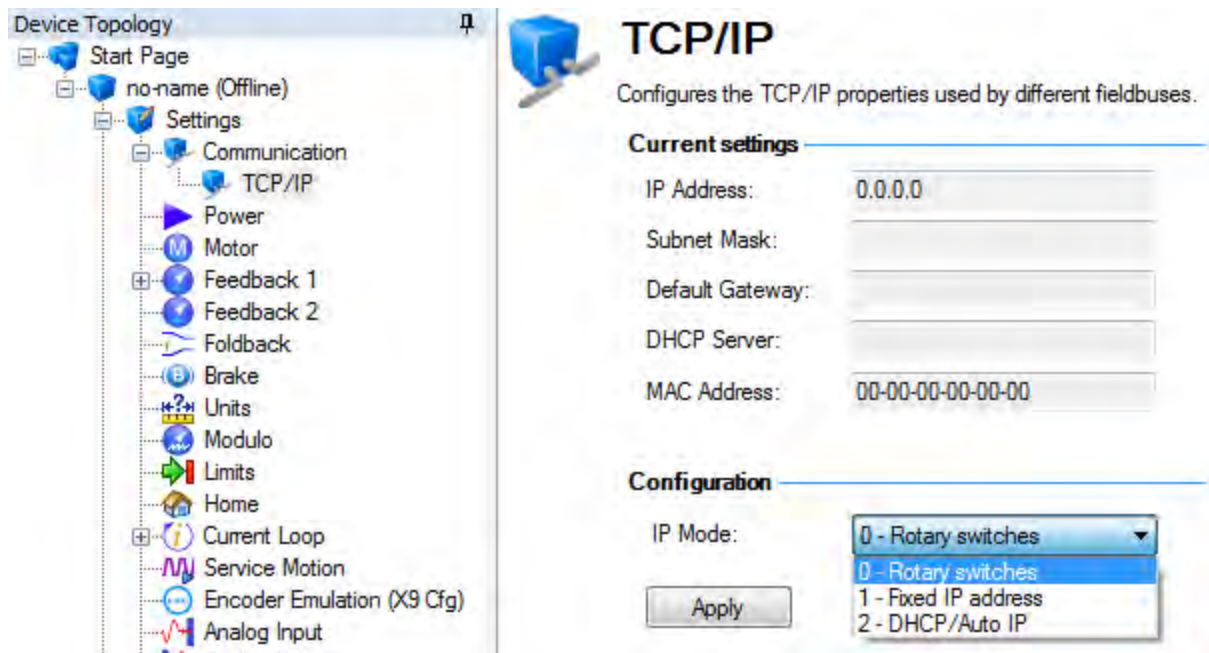 Device Topology
Start Page
no-name (Offline)
Settings
Communication
TCP/IP
Power
Motor
Feedback 1
Feedback 2
Foldback
Brake
Units
Modulo
Limits
Home
Current Loop
Service Motion
Encoder Emulation (X9 Cfg)
Analog Input
TCP/IP
Configures the TCP/IP properties used by different fieldbuses.
Current settings
IP Address: 0.0.0.0
Subnet Mask:
Default Gateway:
DHCP Server:
MAC Address: 00-00-00-00-00-00
Configuration
IP Mode: 0 - Rotary switches
0 - Rotary switches
1 - Fixed IP address
2 - DHCP/Auto IP
Apply